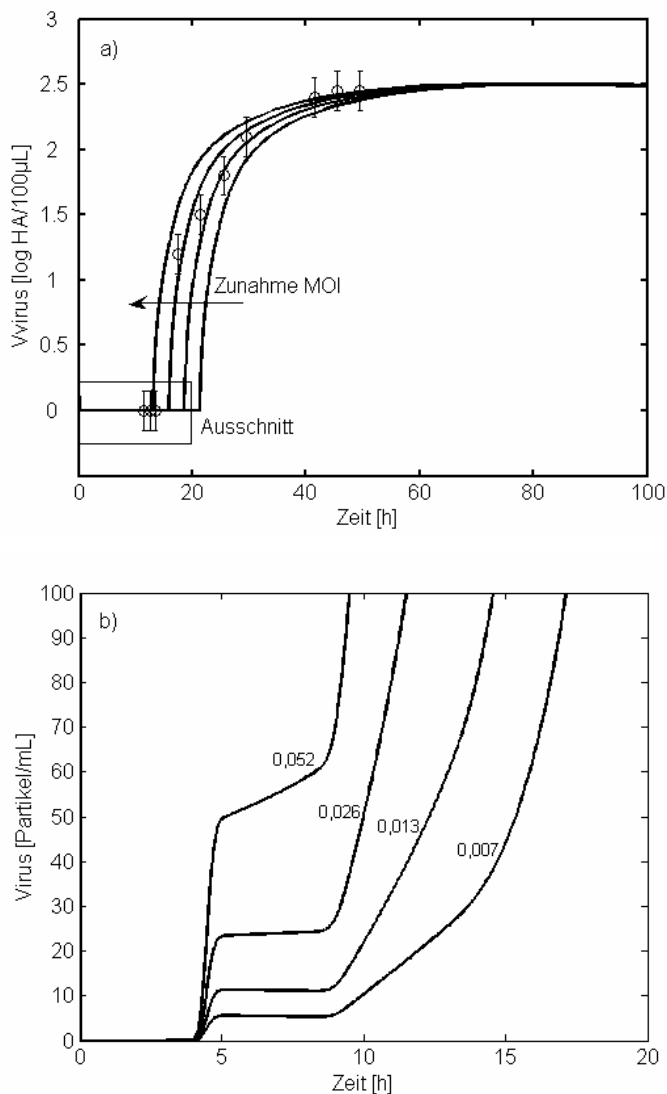 a)
3
2.5
2
1.5
1
0.5
0
Vvirus [log HA/100µL]
Zunahme MOI
Ausschnitt
0 20 40 60 80 100
Zeit [h]
b)
100
90
80
70
60
50
40
30
20
10
0
Virus [Partikel/mL]
0,052
0,026
0,013
0,007
0 5 10 15 20
Zeit [h]